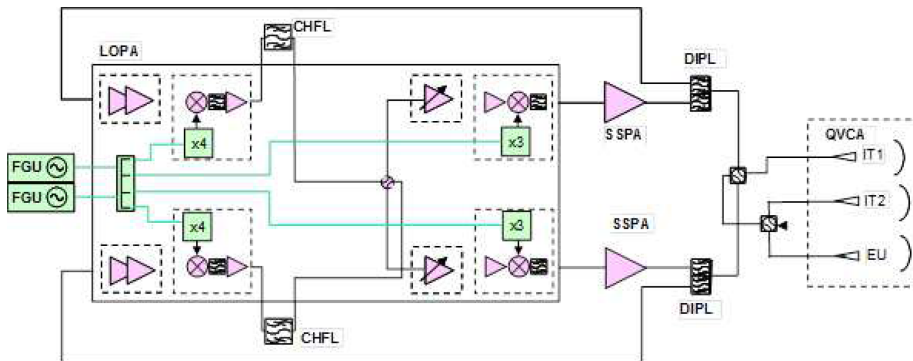 CHFL
LOPA
DIPL
x4
x3
SSPA
QVCA
FGU
IT1
FGU
IT2
x4
x3
SSPA
EU
DIPL
CHFL